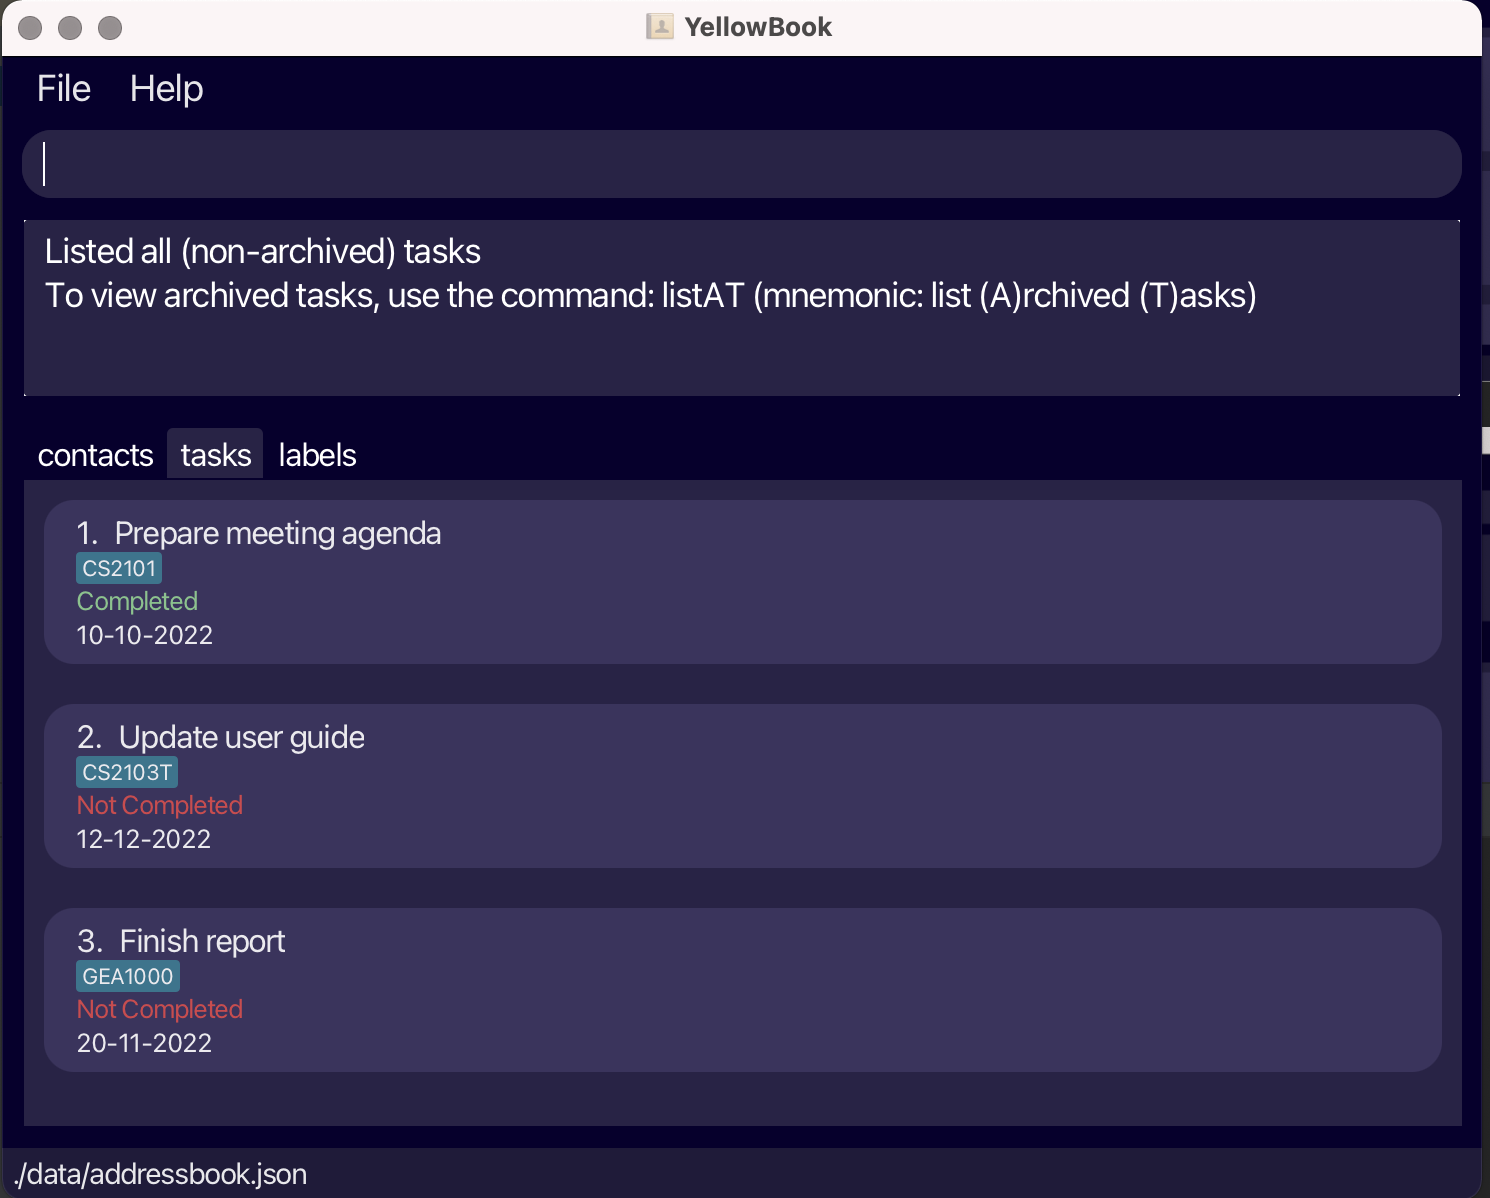 YellowBook
File Help
Listed all (non-archived) tasks
To view archived tasks, use the command: listAT (mnemonic: list (A)rchived (T)asks)
contacts tasks labels
1. Prepare meeting agenda
CS2101
Completed
10-10-2022
2. Update user guide
CS2103T
Not Completed
12-12-2022
3. Finish report
GEA1000
Not Completed
20-11-2022
./data/addressbook.json